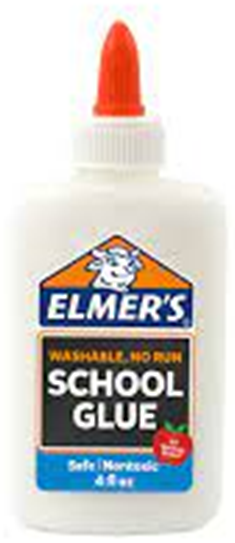 ELMER'S
WASHABLE, NO RUN
SCHOOL
GLUE
Safe | Nontoxic
4 fl oz